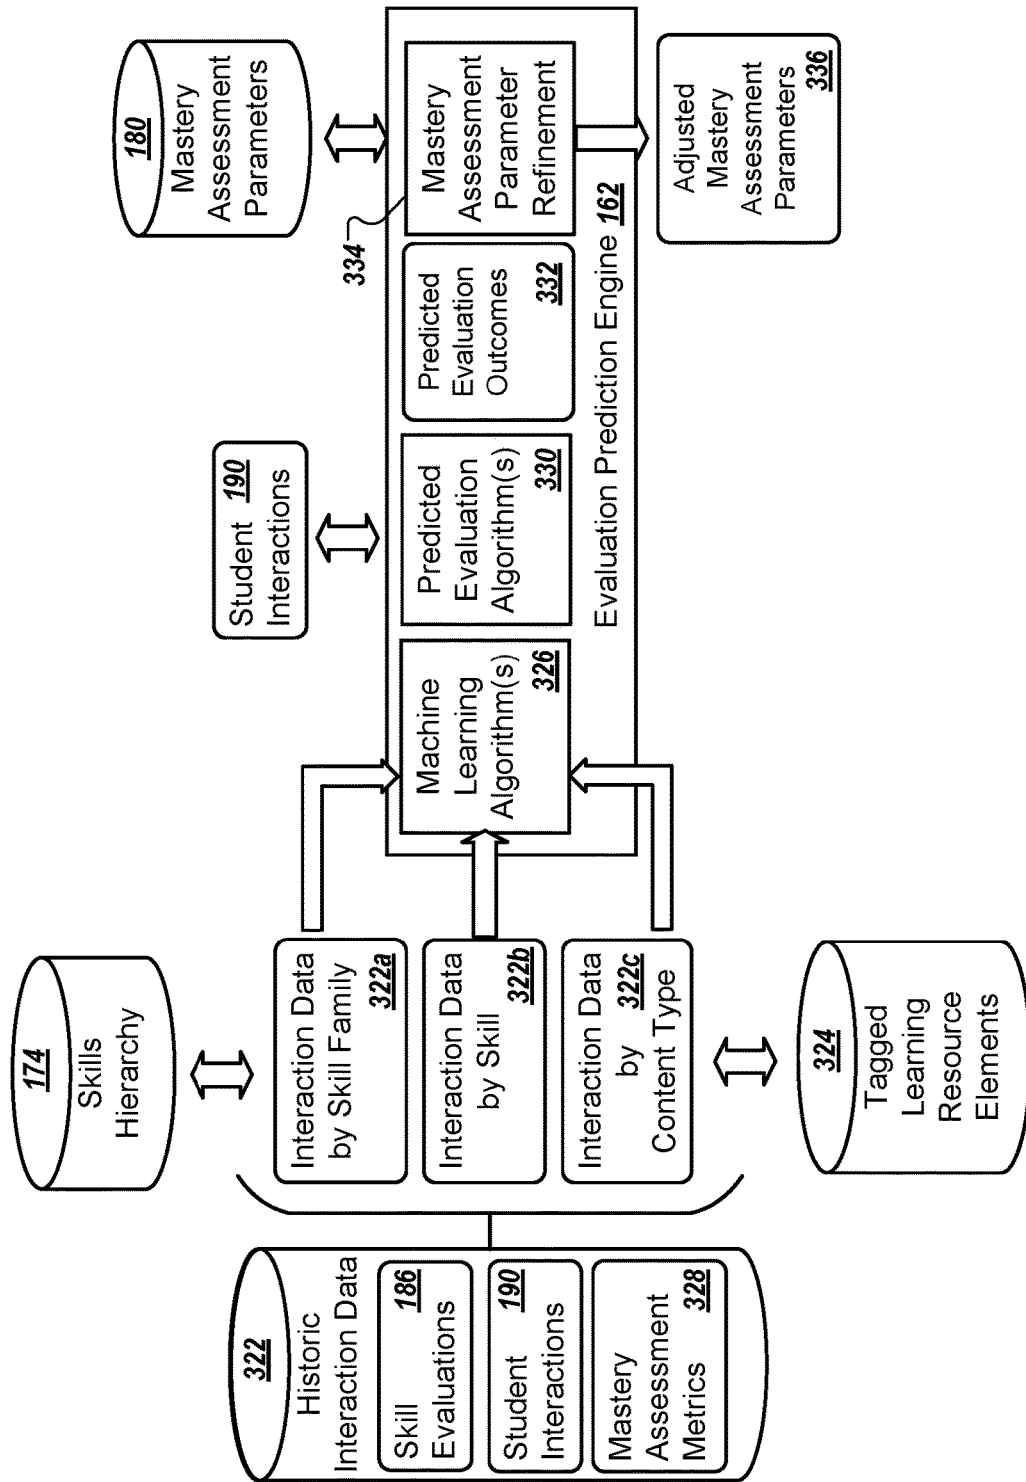 322
Historic
Interaction Data
Skill
Evaluations
186
Student
Interactions
190
Mastery
Assessment
Metrics
328
174
Skills
Hierarchy
Interaction Data
by Skill Family
322a
Interaction Data
by Skill
322b
Interaction Data
by
Content Type
322c
324
Tagged
Learning
Resource
Elements
Machine
Learning
Algorithm(s)
326
Student
Interactions
190
Predicted
Evaluation
Algorithm(s)
330
Predicted
Evaluation
Outcomes
332
334
Mastery
Assessment
Parameter
Refinement
Evaluation Prediction Engine 162
180
Mastery
Assessment
Parameters
Adjusted
Mastery
Assessment
Parameters
336